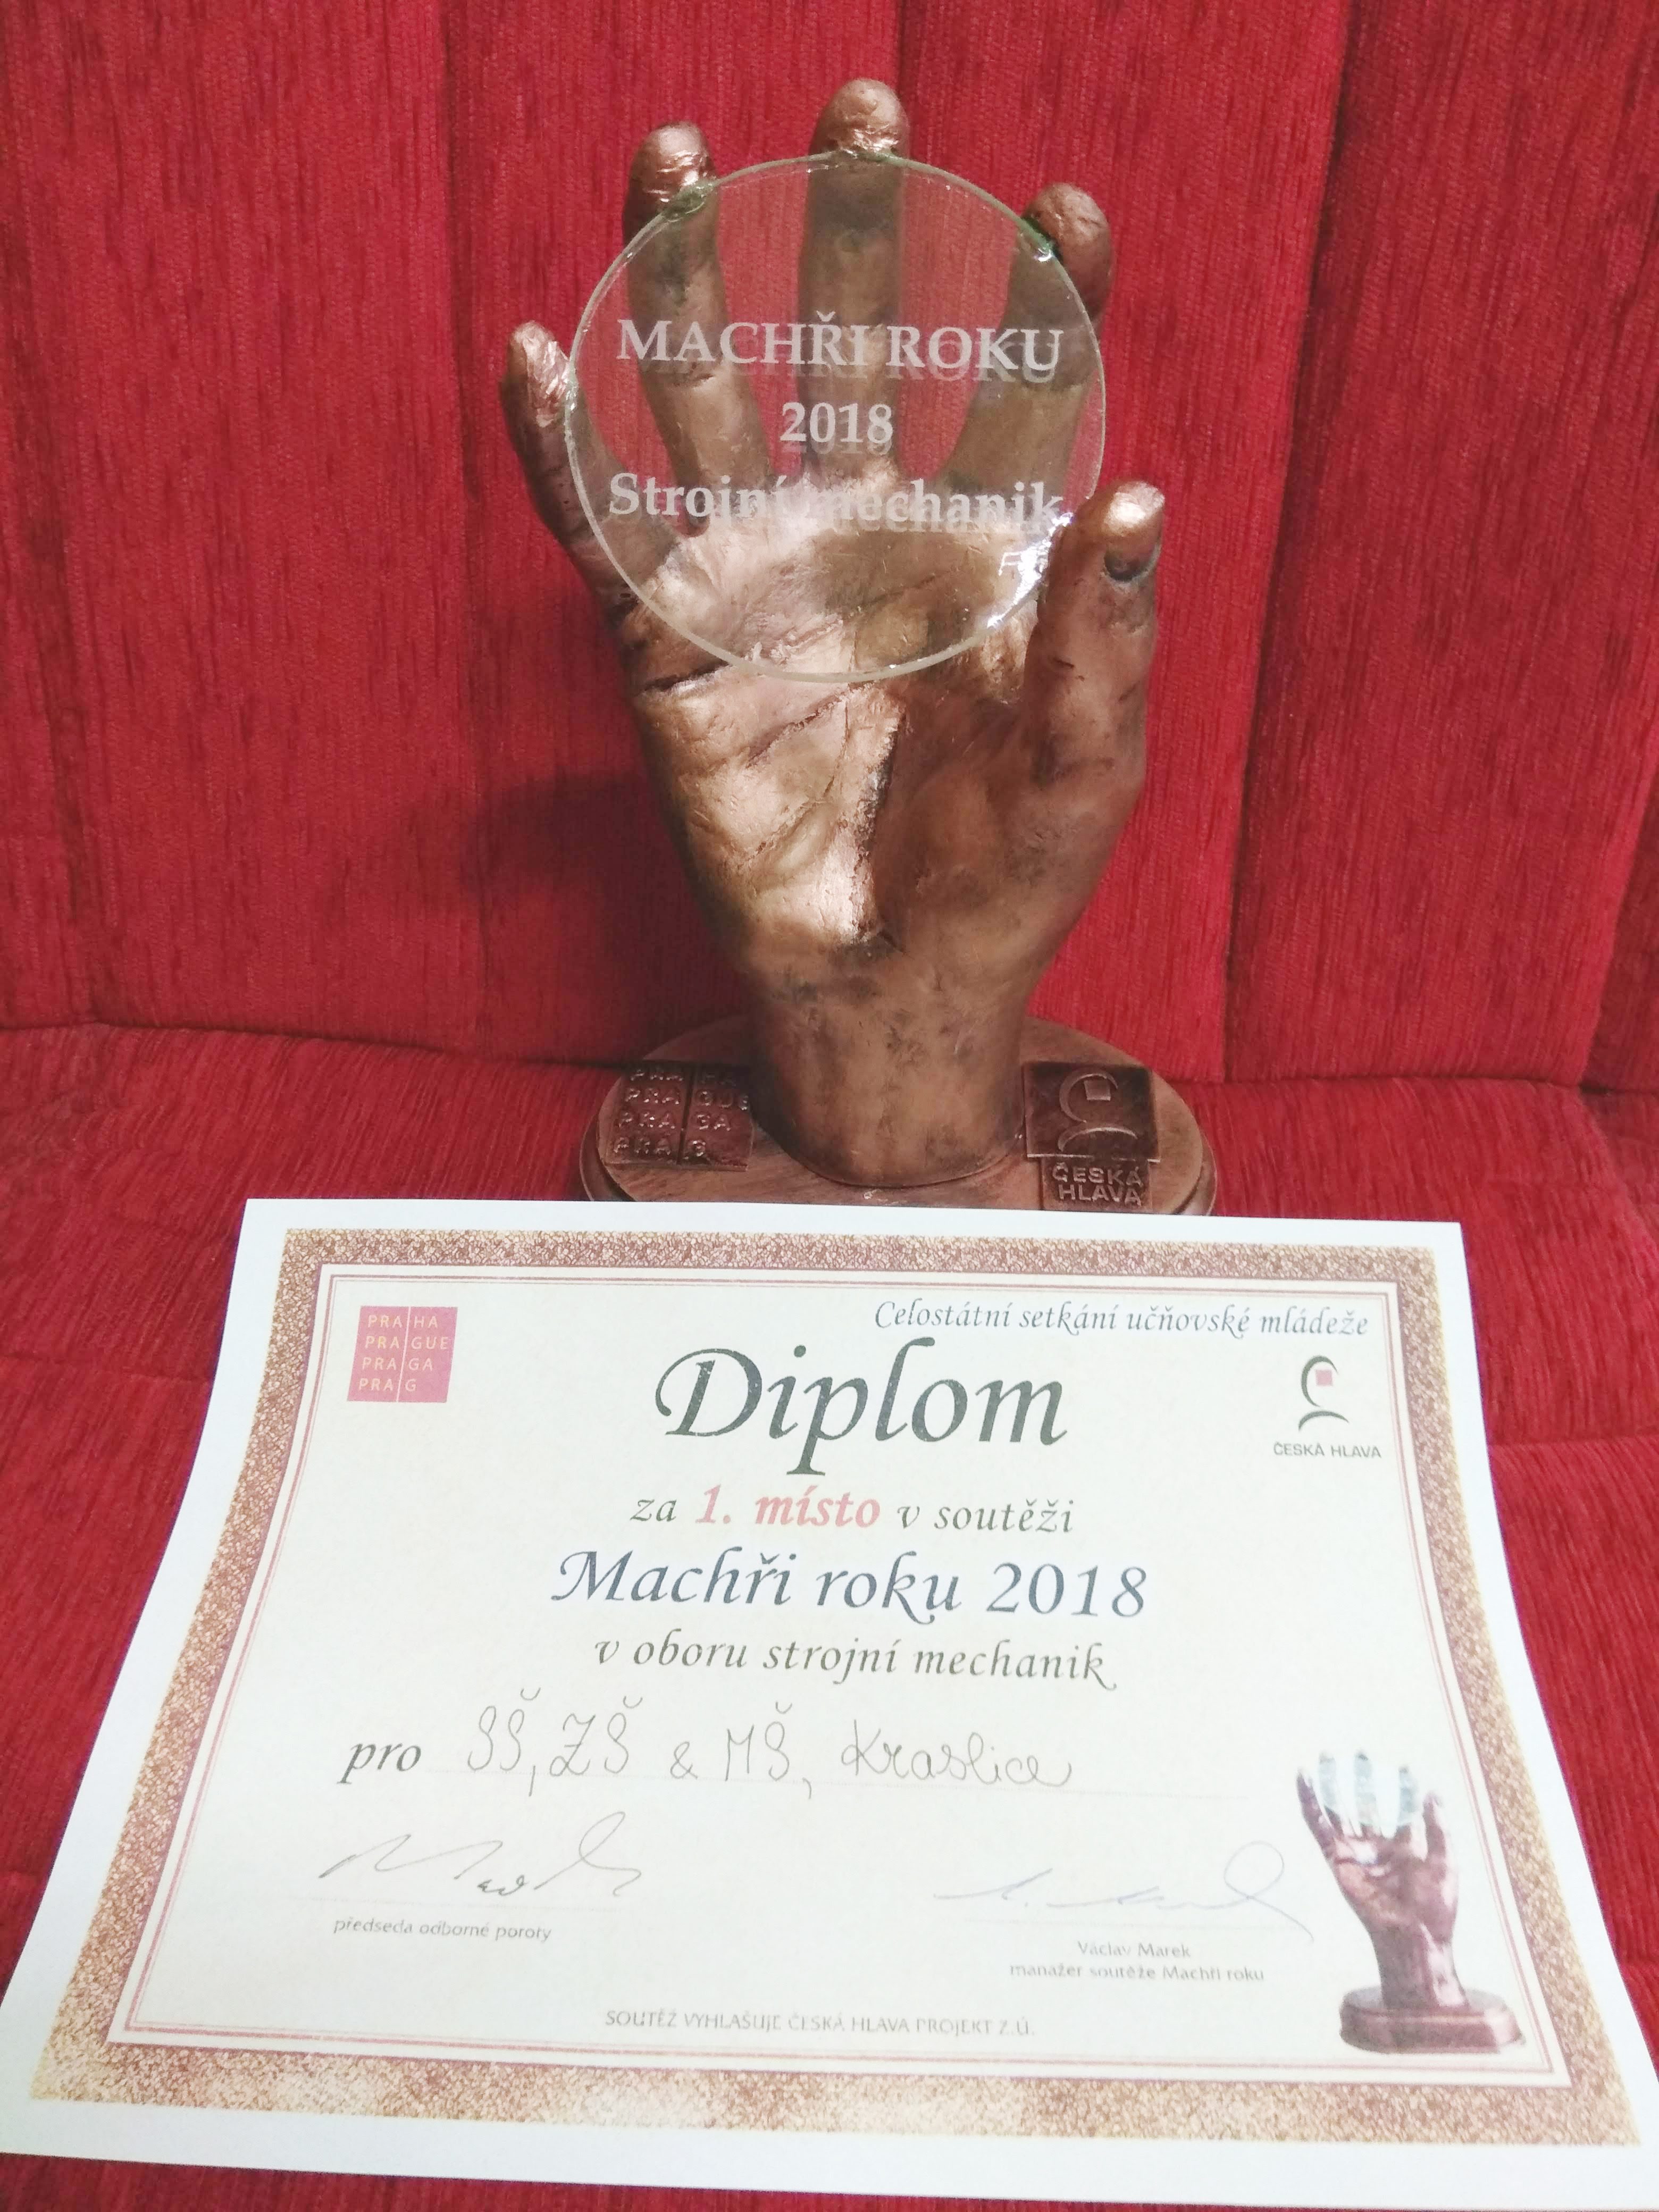 MACHŘI ROKU
2018
Strojní mechanik
PRA HA
PRA GUE
PRA GA
PRA G
ČESKÁ
HLAVA
Celostátní setkání učňovské mládeže
PRA HA
PRA GUE
PRA GA
PRA G
Diplom
ČESKÁ HLAVA
za 1. místo v soutěži
Machři roku 2018
v oboru strojní mechanik
pro SŠ, ZŠ & MŠ, Kraslice
předseda odborné poroty
Václav Marek
manažer soutěže Machři roku
SOUTĚŽ VYHLAŠUJE ČESKÁ HLAVA PROJEKT Z.Ú.